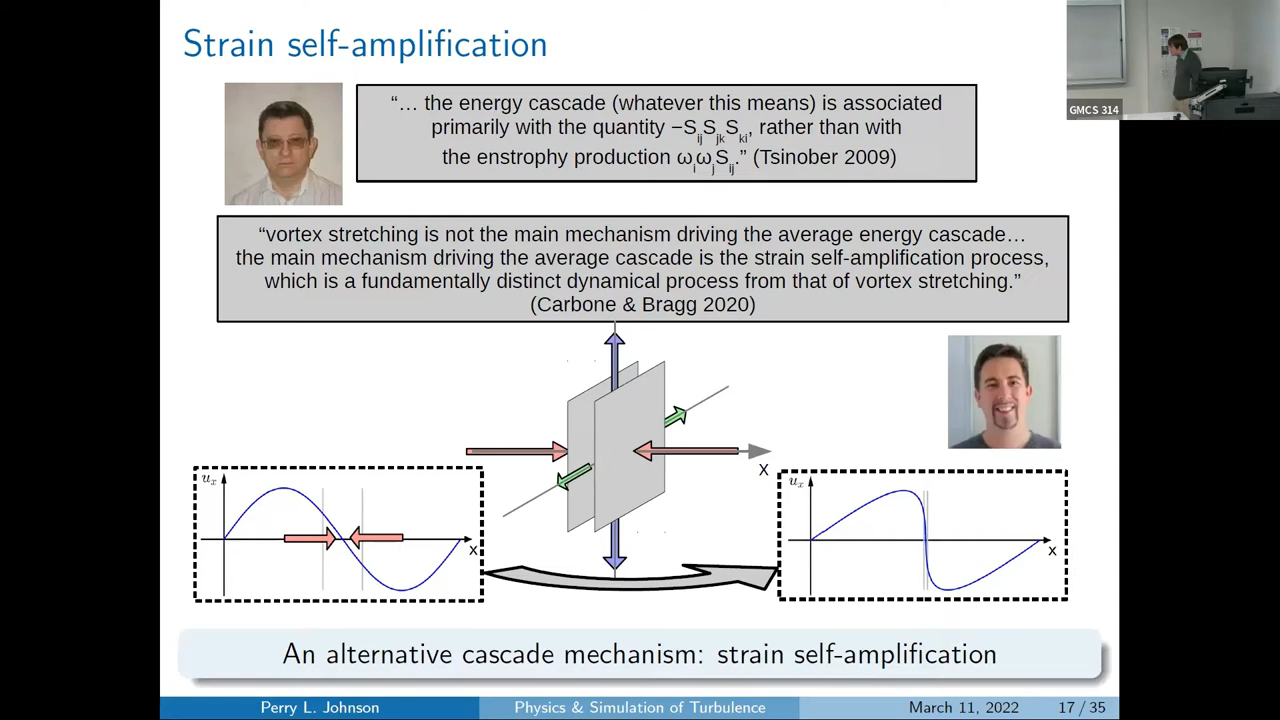 Strain self-amplification
GMCS 314
“… the energy cascade (whatever this means) is associated
primarily with the quantity −SᵢⱼSⱼₖSₖᵢ, rather than with
the enstrophy production ωᵢωⱼSᵢⱼ.” (Tsinober 2009)
“vortex stretching is not the main mechanism driving the average energy cascade…
the main mechanism driving the average cascade is the strain self-amplification process,
which is a fundamentally distinct dynamical process from that of vortex stretching.”
(Carbone & Bragg 2020)
x
uₓ
x
uₓ
x
An alternative cascade mechanism: strain self-amplification
Perry L. Johnson Physics & Simulation of Turbulence March 11, 2022 17 / 35